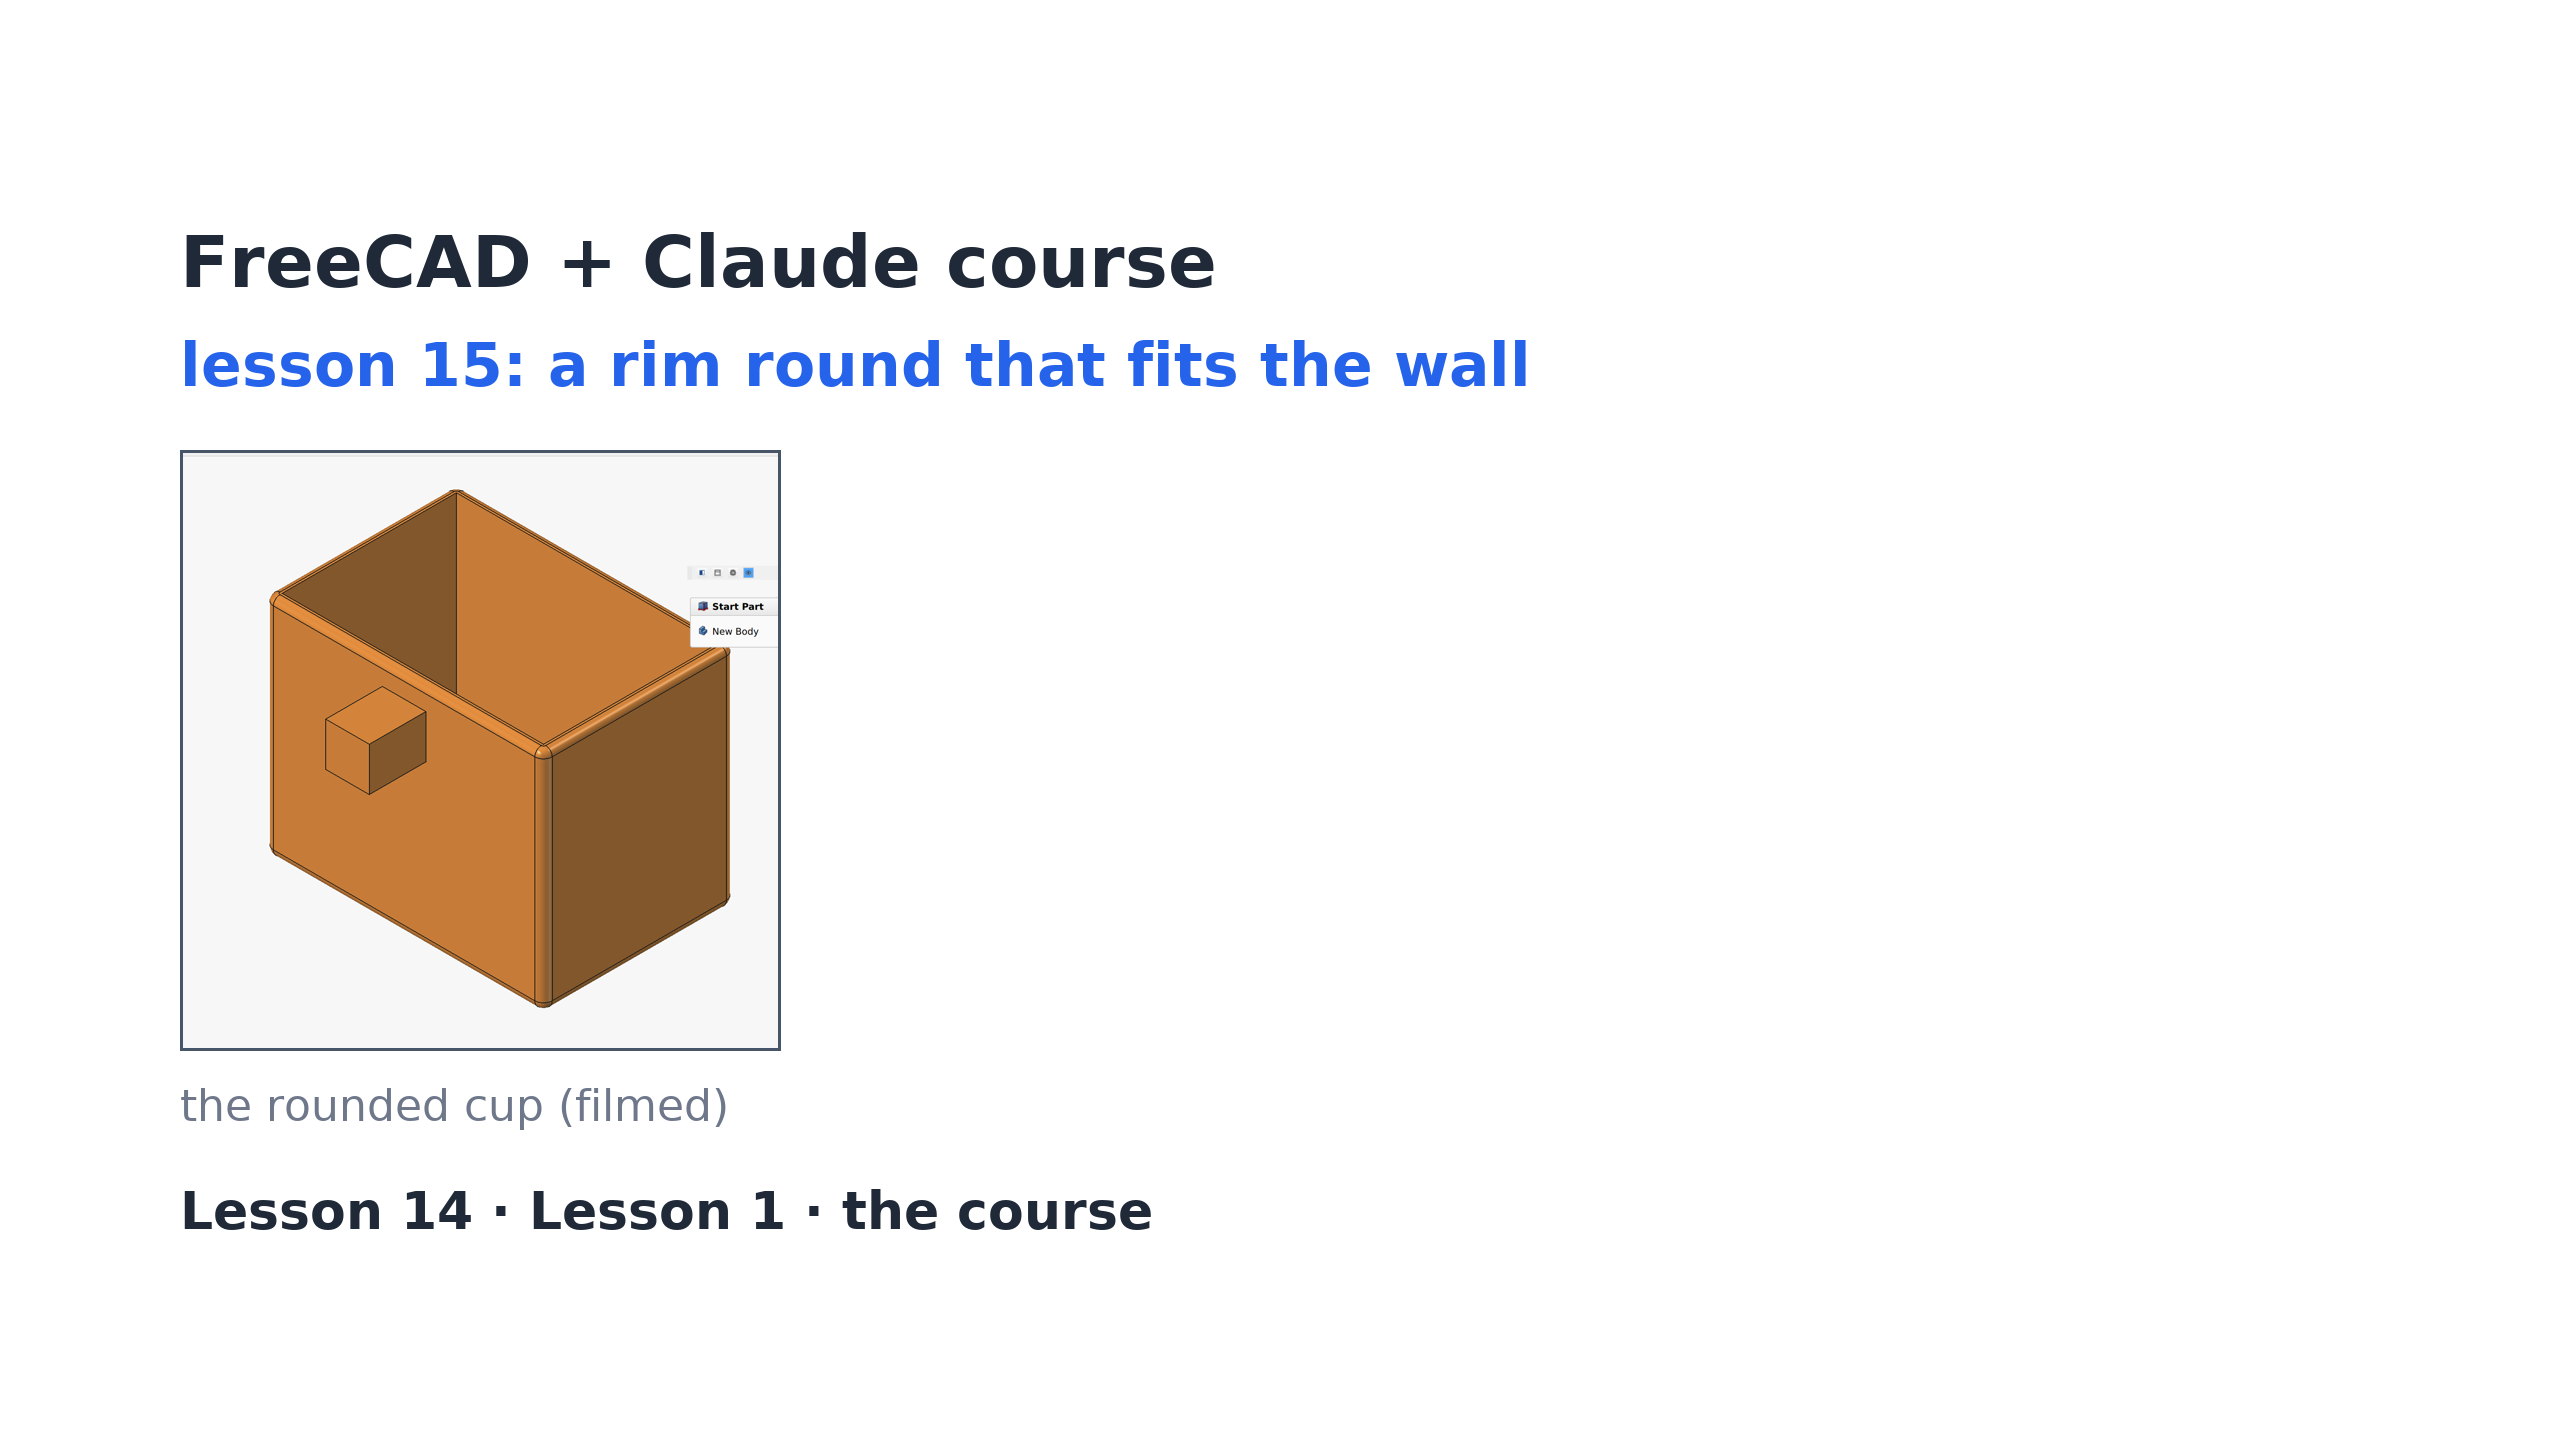 FreeCAD + Claude course
lesson 15: a rim round that fits the wall
Start Part
New Body
the rounded cup (filmed)
Lesson 14 · Lesson 1 · the course